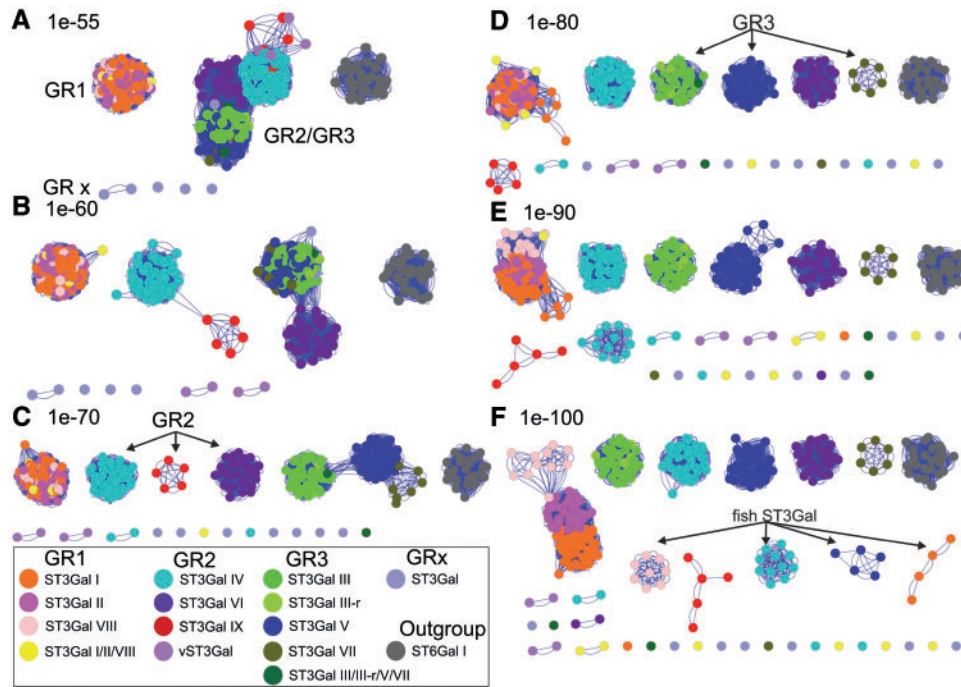 A 1e-55
GR1
GR2/GR3
GR x
B 1e-60
C 1e-70
GR2
D 1e-80
GR3
E 1e-90
F 1e-100
fish ST3Gal
GR1
ST3Gal I
ST3Gal II
ST3Gal VIII
ST3Gal I/II/VIII
GR2
ST3Gal IV
ST3Gal VI
ST3Gal IX
vST3Gal
GR3
ST3Gal III
ST3Gal III-r
ST3Gal V
ST3Gal VII
ST3Gal III/III-r/V/VII
GRx
ST3Gal
Outgroup
ST6Gal I